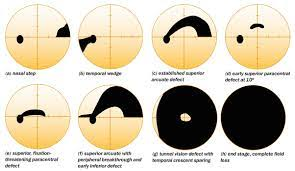 (a) nasal step
(b) temporal wedge
(c) established superior
arcuate defect
(d) early superior paracentral
defect at 10°
(e) superior, fixation-
threatening paracentral
defect
(f) superior arcuate with
peripheral breakthrough and
early inferior defect
(g) tunnel vision defect with
temporal crescent sparing
(h) end stage, complete field
loss